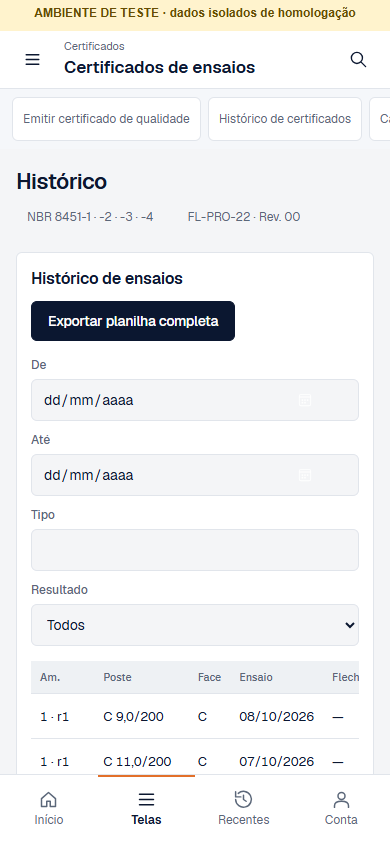 AMBIENTE DE TESTE · dados isolados de homologação
Certificados
Certificados de ensaios
Emitir certificado de qualidade
Histórico de certificados
Histórico
NBR 8451-1 · -2 · -3 · -4
FL-PRO-22 · Rev. 00
Histórico de ensaios
Exportar planilha completa
De
dd/mm/aaaa
Até
dd/mm/aaaa
Tipo
Resultado
Todos
Am. Poste Face Ensaio Flech
1 · r1 C 9,0/200 C 08/10/2026 —
1 · r1 C 11,0/200 C 07/10/2026 —
Início Telas Recentes Conta